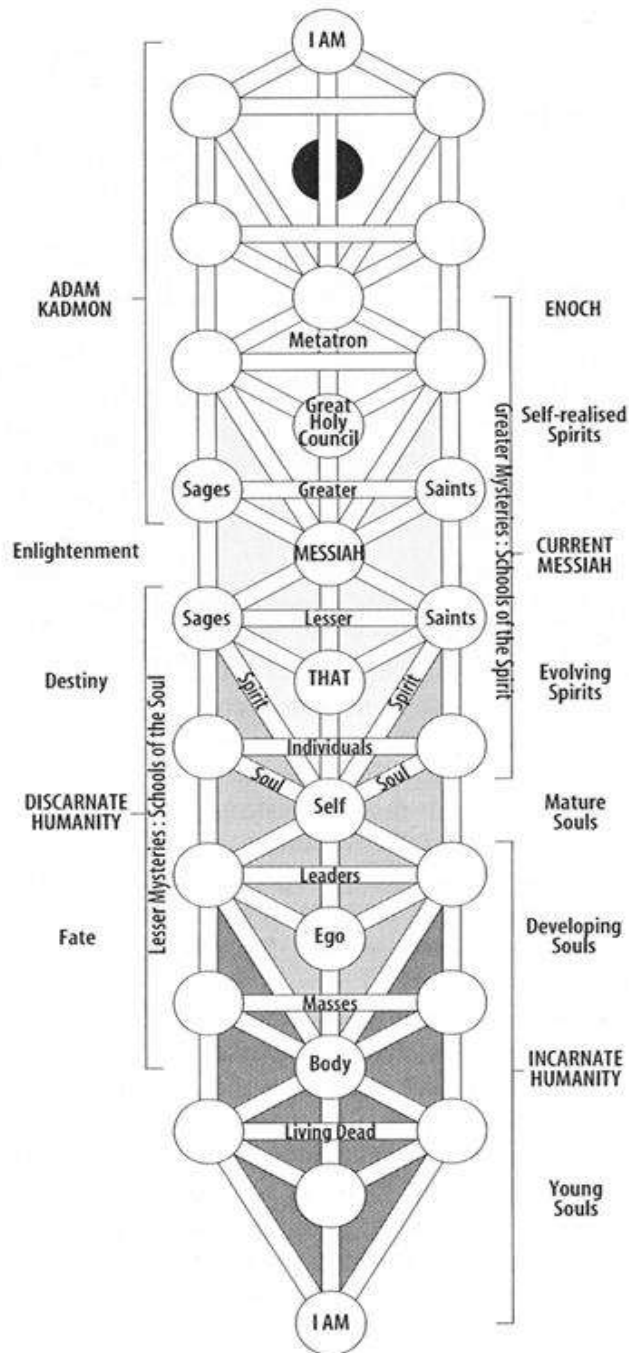 I AM
ADAM
KADMON
Metatron
ENOCH
Great
Holy
Council
Self-realised
Spirits
Sages
Greater
Saints
Greater Mysteries : Schools of the Spirit
Enlightenment
MESSIAH
CURRENT
MESSIAH
Sages
Lesser
Saints
Destiny
Spirit
THAT
Spirit
Evolving
Spirits
Individuals
Soul
Soul
DISCARNATE
HUMANITY
Lesser Mysteries : Schools of the Soul
Self
Mature
Souls
Leaders
Fate
Ego
Developing
Souls
Masses
Body
INCARNATE
HUMANITY
Living Dead
Young
Souls
I AM